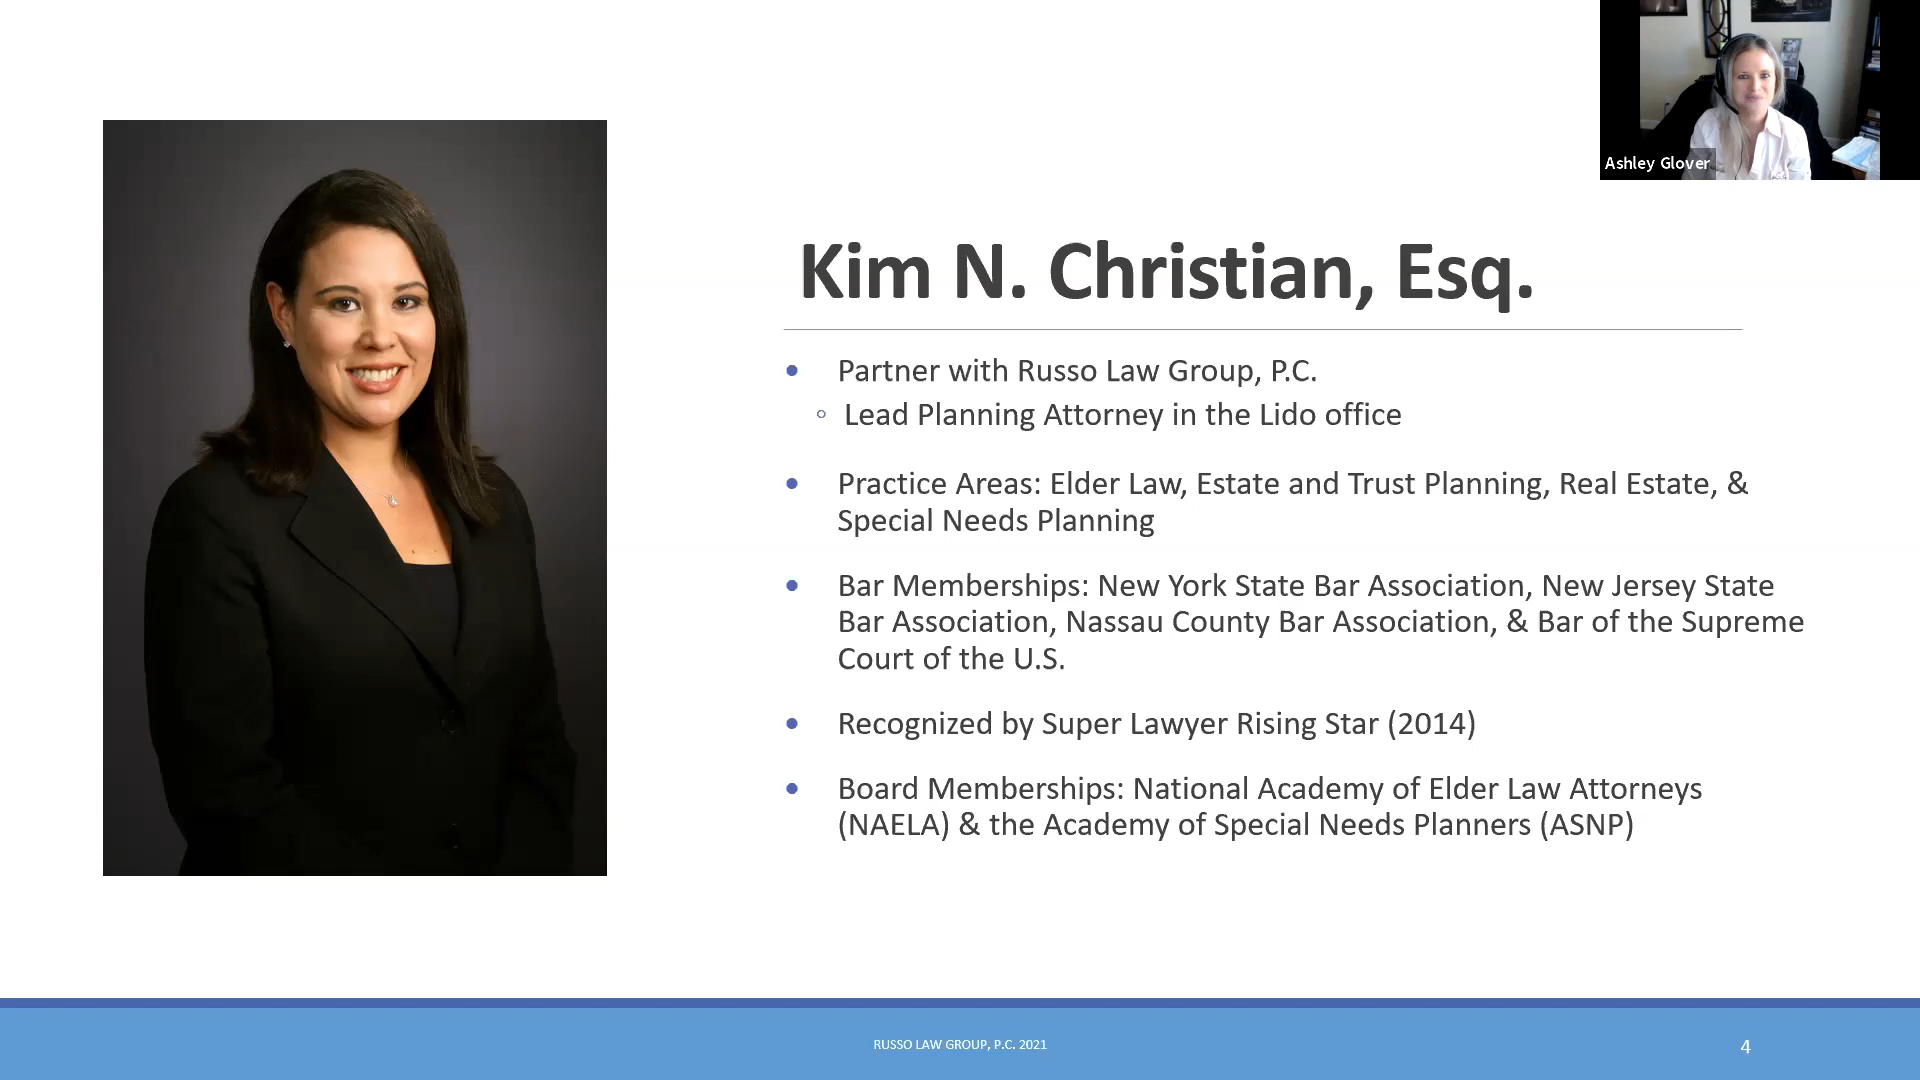 Ashley Glover
Kim N. Christian, Esq.
• Partner with Russo Law Group, P.C.
◦ Lead Planning Attorney in the Lido office
• Practice Areas: Elder Law, Estate and Trust Planning, Real Estate, &
Special Needs Planning
• Bar Memberships: New York State Bar Association, New Jersey State
Bar Association, Nassau County Bar Association, & Bar of the Supreme
Court of the U.S.
• Recognized by Super Lawyer Rising Star (2014)
• Board Memberships: National Academy of Elder Law Attorneys
(NAELA) & the Academy of Special Needs Planners (ASNP)
RUSSO LAW GROUP, P.C. 2021
4